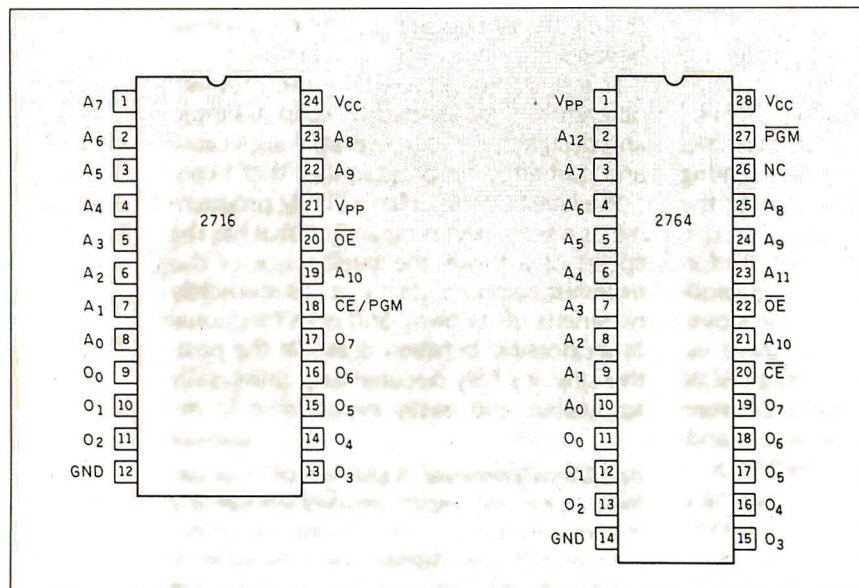 A7 1
A6 2
A5 3
A4 4
A3 5
A2 6
A1 7
A0 8
O0 9
O1 10
O2 11
GND 12
2716
24 VCC
23 A8
22 A9
21 VPP
20 O̅E̅
19 A10
18 C̅E̅/PGM
17 O7
16 O6
15 O5
14 O4
13 O3
VPP 1
A12 2
A7 3
A6 4
A5 5
A4 6
A3 7
A2 8
A1 9
A0 10
O0 11
O1 12
O2 13
GND 14
2764
28 VCC
27 P̅G̅M̅
26 NC
25 A8
24 A9
23 A11
22 O̅E̅
21 A10
20 C̅E̅
19 O7
18 O6
17 O5
16 O4
15 O3